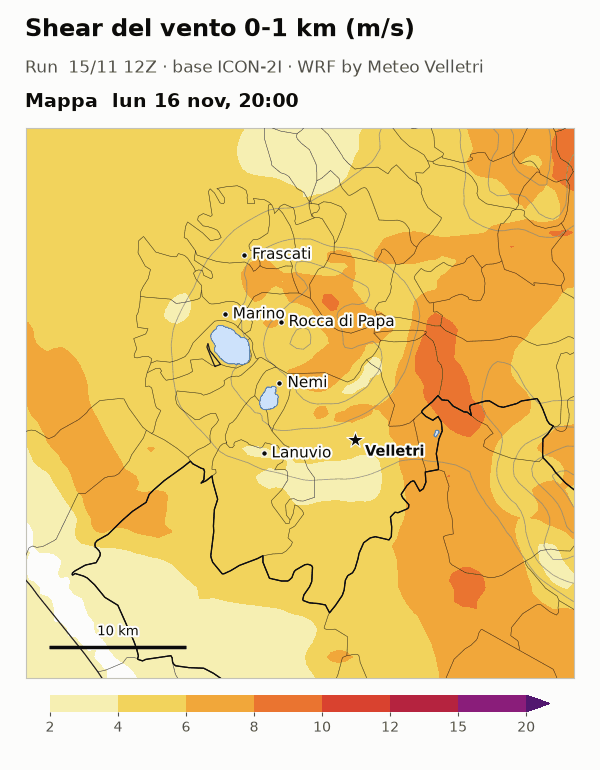 Shear del vento 0-1 km (m/s)
Run  15/11 12Z · base ICON-2I · WRF by Meteo Velletri
Mappa  lun 16 nov, 20:00
Frascati
Marino
Rocca di Papa
Nemi
Velletri
Lanuvio
10 km
2 4 6 8 10 12 15 20